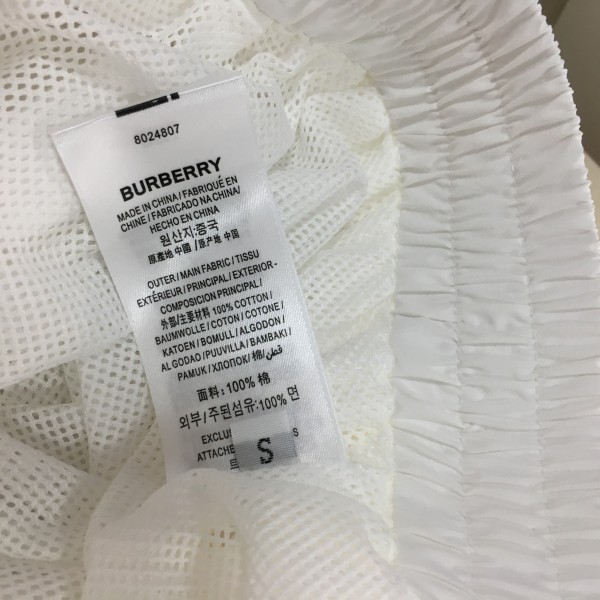 8024807
BURBERRY
MADE IN CHINA / FABRIQUÉ EN
CHINE / FABRICADO NA CHINA/
HECHO EN CHINA
원산지:중국
原產地 中國 / 原产地 中国
OUTER / MAIN FABRIC / TISSU
EXTÉRIEUR / PRINCIPAL / EXTERIOR-
COMPOSICION PRINCIPAL /
外部/主要材料 100% COTTON /
BAUMWOLLE / COTON / COTONE /
KATOEN / BOMULL / ALGODON /
ALGODAO / PUUVILLA / BAMBAKI /
PAMUK / ХЛОПОК/ 棉/ قطن
面料: 100% 棉
외부 / 주된섬유:100% 면
S